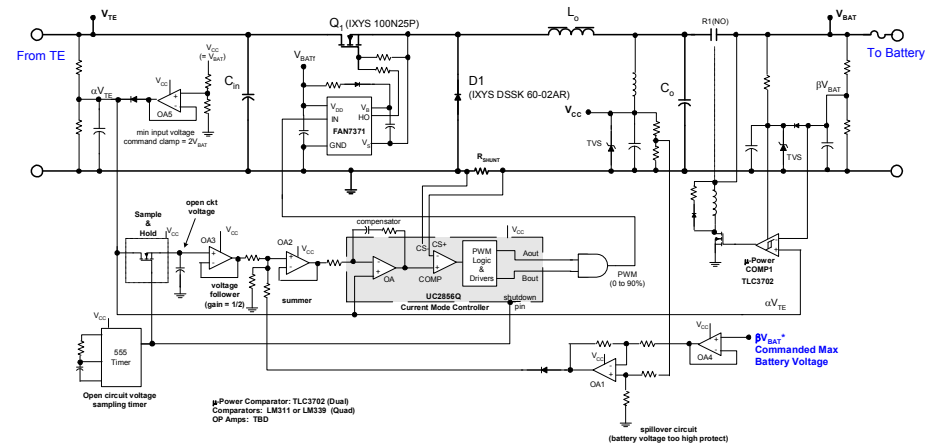 V_TE
Q_1 (IXYS 100N25P)
L_o
R1(NO)
V_BAT
From TE
To Battery
V_CC
(= V_BAT)
V_BATf
αV_TE
V_CC
OA5
C_in
V_DD
IN
GND
V_B
HO
V_S
FAN7371
D1
(IXYS DSSK 60-02AR)
V_CC
C_o
βV_BAT
min input voltage
command clamp = 2V_BAT
TVS
TVS
R_SHUNT
Sample
&
Hold
open ckt
voltage
V_CC
OA3
V_CC
OA2
V_CC
compensator
CS-
CS+
V_CC
voltage
follower
(gain = 1/2)
summer
OA
COMP
PWM
Logic
&
Drivers
Aout
Bout
UC2856Q
shutdown
pin
Current Mode Controller
PWM
(0 to 90%)
μ-Power
COMP1
TLC3702
αV_TE
V_CC
555
Timer
Open circuit voltage
sampling timer
V_CC
OA1
V_CC
OA4
βV_BAT*
Commanded Max
Battery Voltage
μ-Power Comparator: TLC3702 (Dual)
Comparators: LM311 or LM339 (Quad)
OP Amps: TBD
spillover circuit
(battery voltage too high protect)